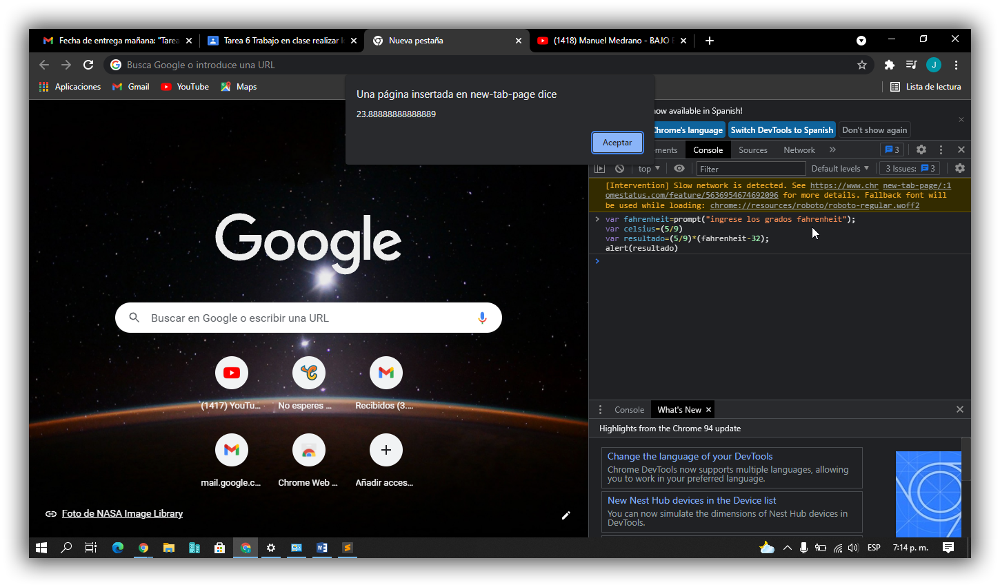 Fecha de entrega mañana: "Tarea
Tarea 6 Trabajo en clase realizar l
Nueva pestaña
(1418) Manuel Medrano - BAJO
Busca Google o introduce una URL
J
Aplicaciones
Gmail
YouTube
Maps
Lista de lectura
Una página insertada en new-tab-page dice
23.88888888888889
Aceptar
now available in Spanish!
Chrome's language
Switch DevTools to Spanish
Don't show again
ments
Console
Sources
Network
3
top
Filter
Default levels
3 Issues:
3
[Intervention] Slow network is detected. See https://www.chr new-tab-page/:1
omestatus.com/feature/5636954674692096 for more details. Fallback font will
be used while loading: chrome://resources/roboto/roboto-regular.woff2
var fahrenheit=prompt("ingrese los grados fahrenheit");
var celsius=(5/9)
var resultado=(5/9)*(fahrenheit-32);
alert(resultado)
Google
Buscar en Google o escribir una URL
(1417) YouTu...
No esperes ...
Recibidos (3....
mail.google.c...
Chrome Web ...
Añadir acces...
Foto de NASA Image Library
Console
What's New
Highlights from the Chrome 94 update
Change the language of your DevTools
Chrome DevTools now supports multiple languages, allowing
you to work in your preferred language.
New Nest Hub devices in the Device list
You can now simulate the dimensions of Nest Hub devices in
DevTools.
ESP
7:14 p. m.